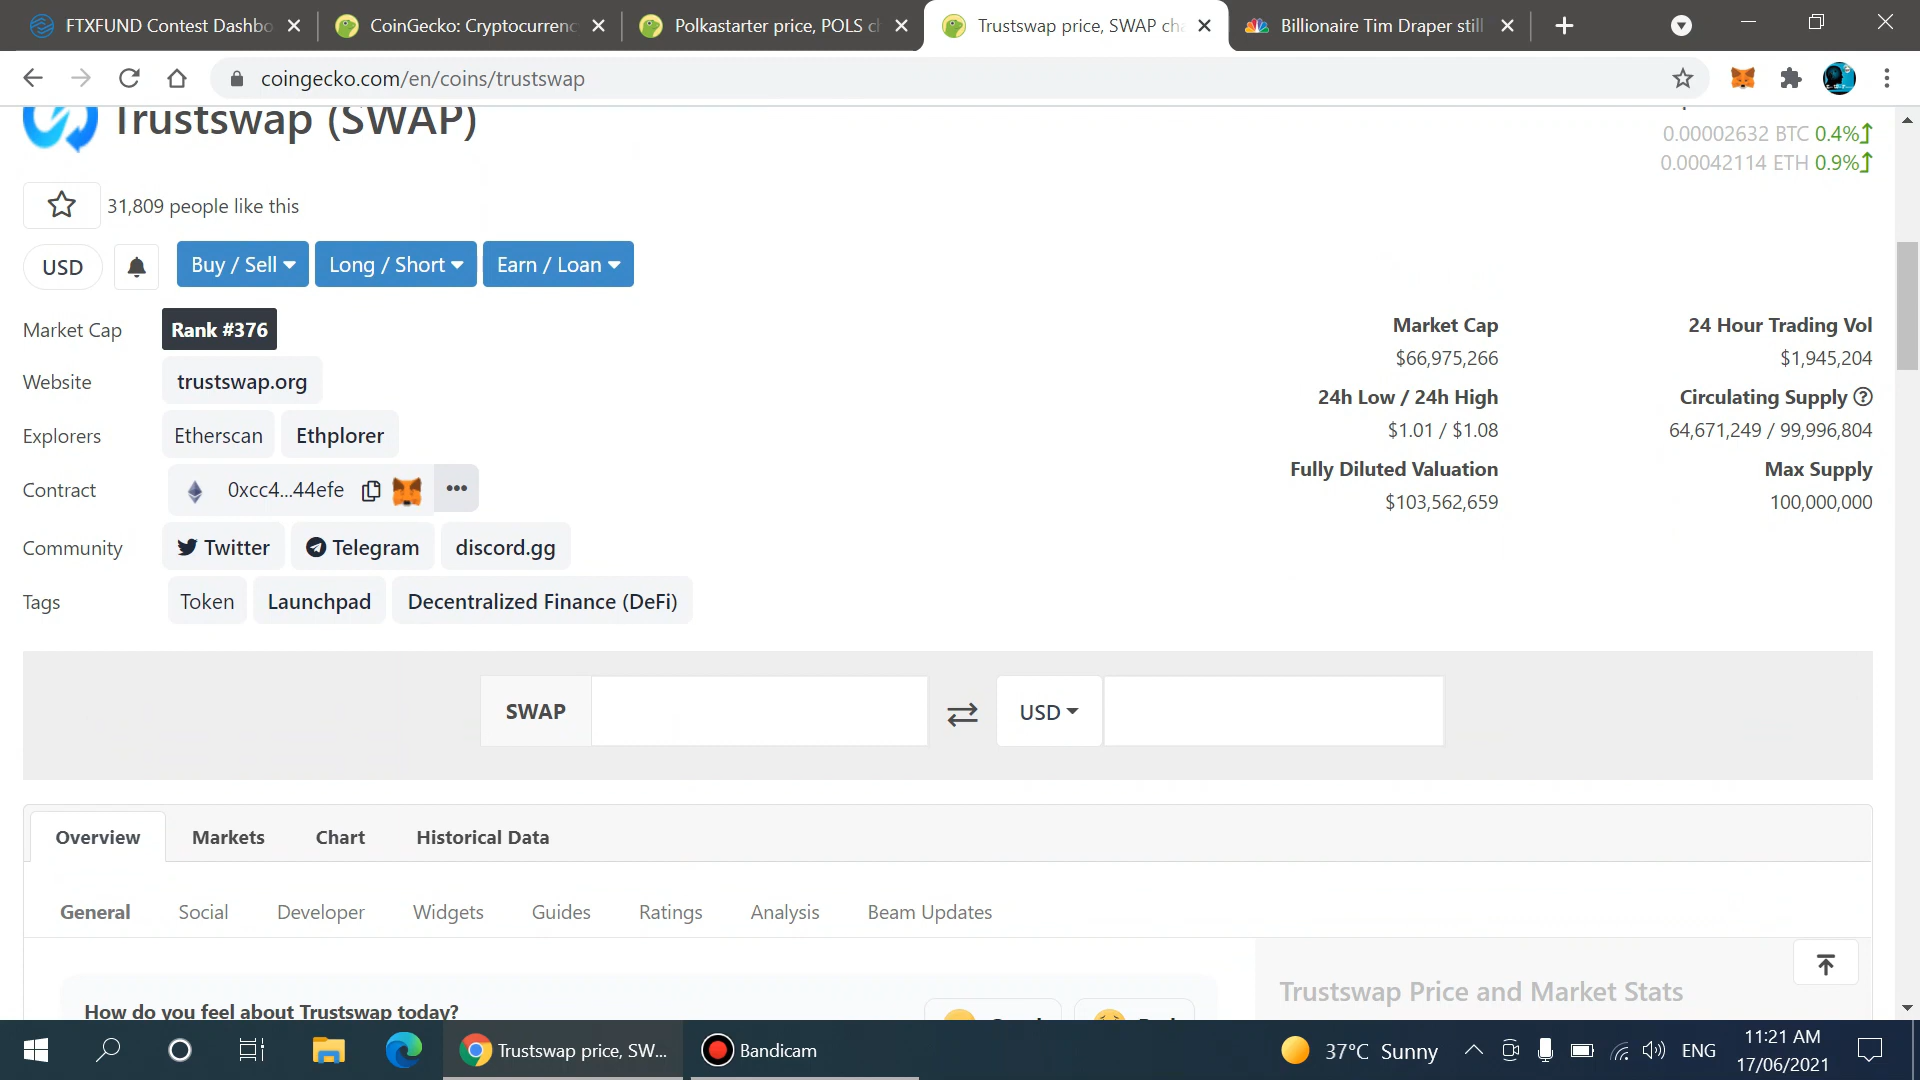 FTXFUND Contest Dashbo
CoinGecko: Cryptocurrenc
Polkastarter price, POLS c
Trustswap price, SWAP cha
Billionaire Tim Draper still
coingecko.com/en/coins/trustswap
Trustswap (SWAP)
0.00002632 BTC 0.4%
0.00042114 ETH 0.9%
31,809 people like this
USD
Buy / Sell
Long / Short
Earn / Loan
Market Cap Rank #376
Website trustswap.org
Explorers Etherscan Ethplorer
Contract 0xcc4...44efe •••
Community Twitter Telegram discord.gg
Tags Token Launchpad Decentralized Finance (DeFi)
Market Cap 24 Hour Trading Vol
$66,975,266 $1,945,204
24h Low / 24h High Circulating Supply ?
$1.01 / $1.08 64,671,249 / 99,996,804
Fully Diluted Valuation Max Supply
$103,562,659 100,000,000
SWAP USD
Overview Markets Chart Historical Data
General Social Developer Widgets Guides Ratings Analysis Beam Updates
How do you feel about Trustswap today?
Trustswap Price and Market Stats
Trustswap price, SW...
Bandicam
37°C Sunny
ENG
11:21 AM
17/06/2021